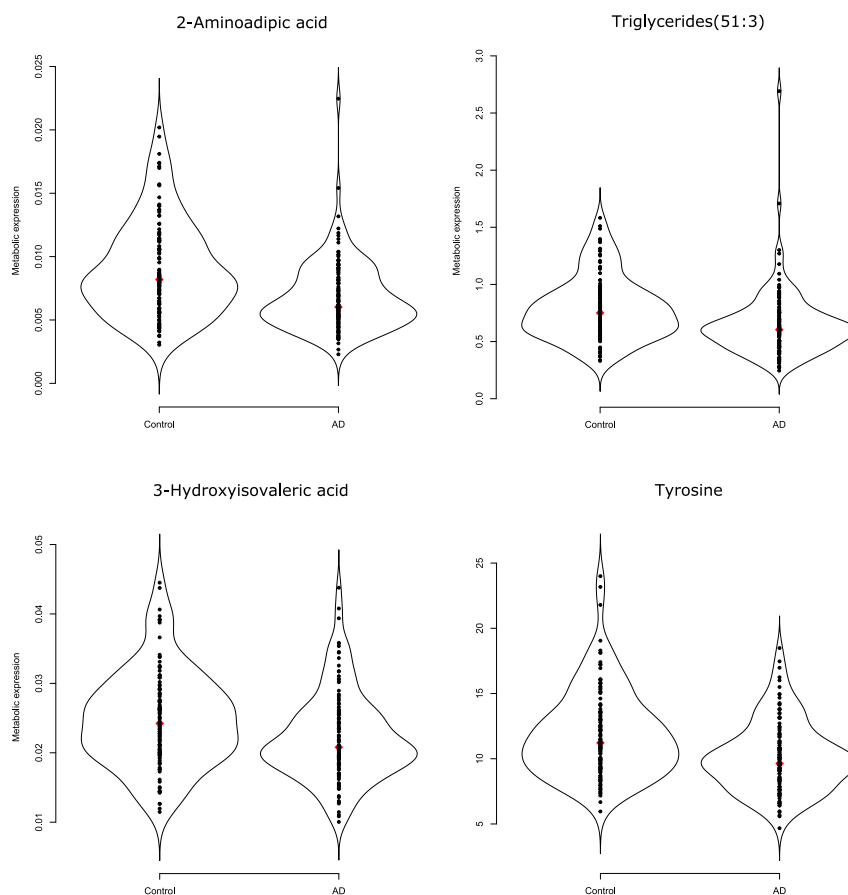 2-Aminoadipic acid
Metabolic expression
0.025
0.020
0.015
0.010
0.005
0.000
Control AD
Triglycerides(51:3)
Metabolic expression
3.0
2.5
2.0
1.5
1.0
0.5
0.0
Control AD
3-Hydroxyisovaleric acid
Metabolic expression
0.05
0.04
0.03
0.02
0.01
Control AD
Tyrosine
Metabolic expression
25
20
15
10
5
Control AD